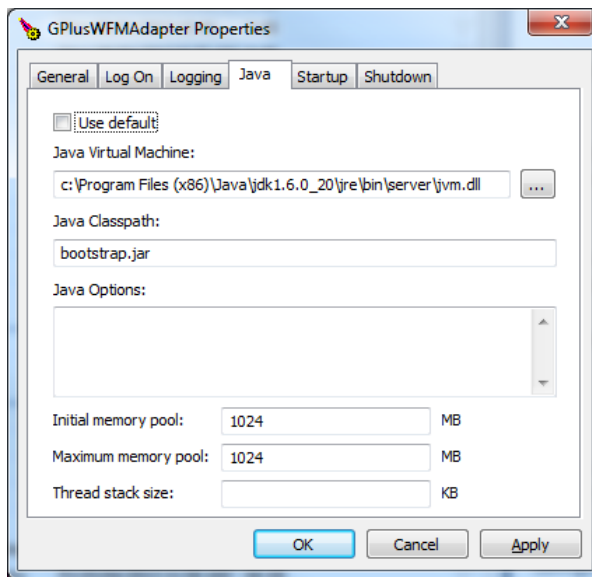 GPlusWFMAdapter Properties
General Log On Logging Java Startup Shutdown
Use default
Java Virtual Machine:
c:\Program Files (x86)\Java\jdk1.6.0_20\jre\bin\server\jvm.dll ...
Java Classpath:
bootstrap.jar
Java Options:
Initial memory pool: 1024 MB
Maximum memory pool: 1024 MB
Thread stack size: KB
OK Cancel Apply